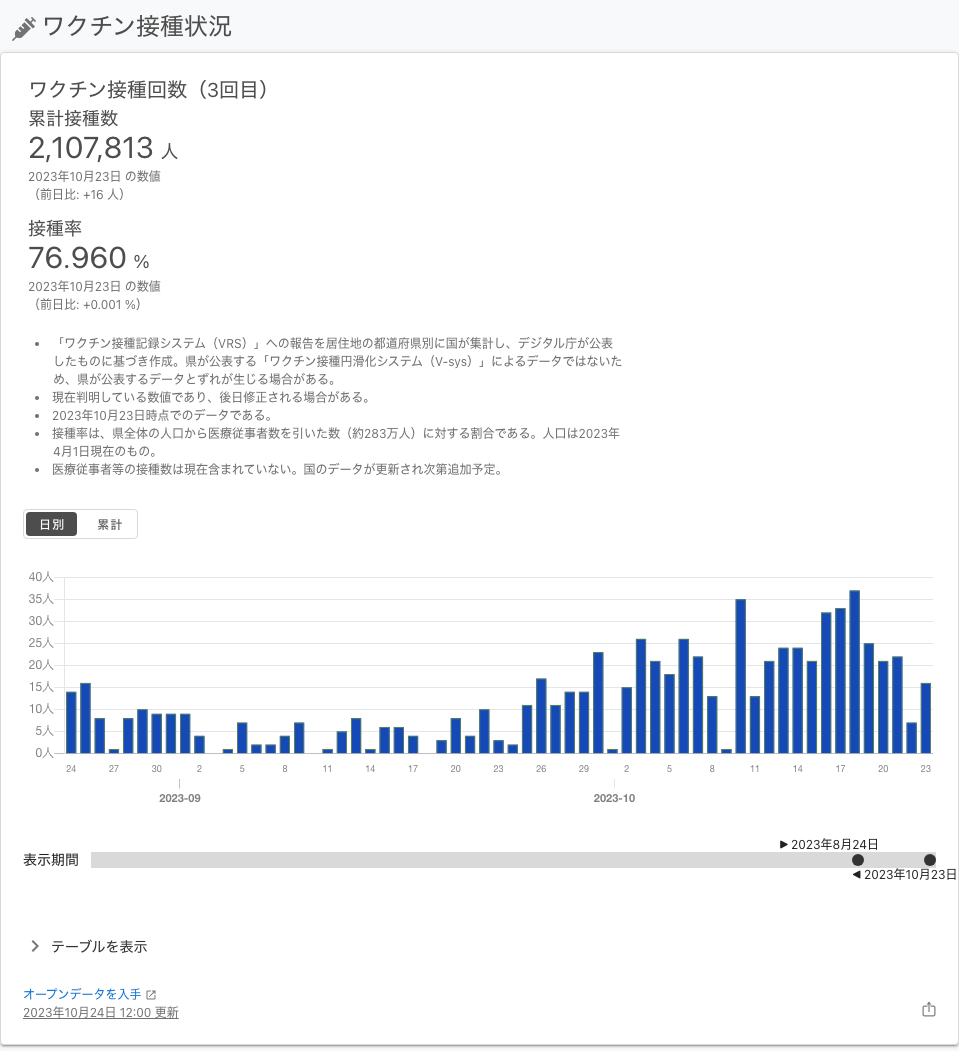 ワクチン接種状況
ワクチン接種回数（3回目）
累計接種数
2,107,813 人
2023年10月23日 の数値
（前日比: +16 人）
接種率
76.960 %
2023年10月23日 の数値
（前日比: +0.001 %）
• 「ワクチン接種記録システム（VRS）」への報告を居住地の都道府県別に国が集計し、デジタル庁が公表
したものに基づき作成。県が公表する「ワクチン接種円滑化システム（V-sys）」によるデータではないた
め、県が公表するデータとずれが生じる場合がある。
• 現在判明している数値であり、後日修正される場合がある。
• 2023年10月23日時点でのデータである。
• 接種率は、県全体の人口から医療従事者数を引いた数（約283万人）に対する割合である。人口は2023年
4月1日現在のもの。
• 医療従事者等の接種数は現在含まれていない。国のデータが更新され次第追加予定。
日別 累計
40人
35人
30人
25人
20人
15人
10人
5人
0人
24 27 30 2 5 8 11 14 17 20 23 26 29 2 5 8 11 14 17 20 23
2023-09 2023-10
▶ 2023年8月24日
表示期間
◀ 2023年10月23日
テーブルを表示
オープンデータを入手
2023年10月24日 12:00 更新